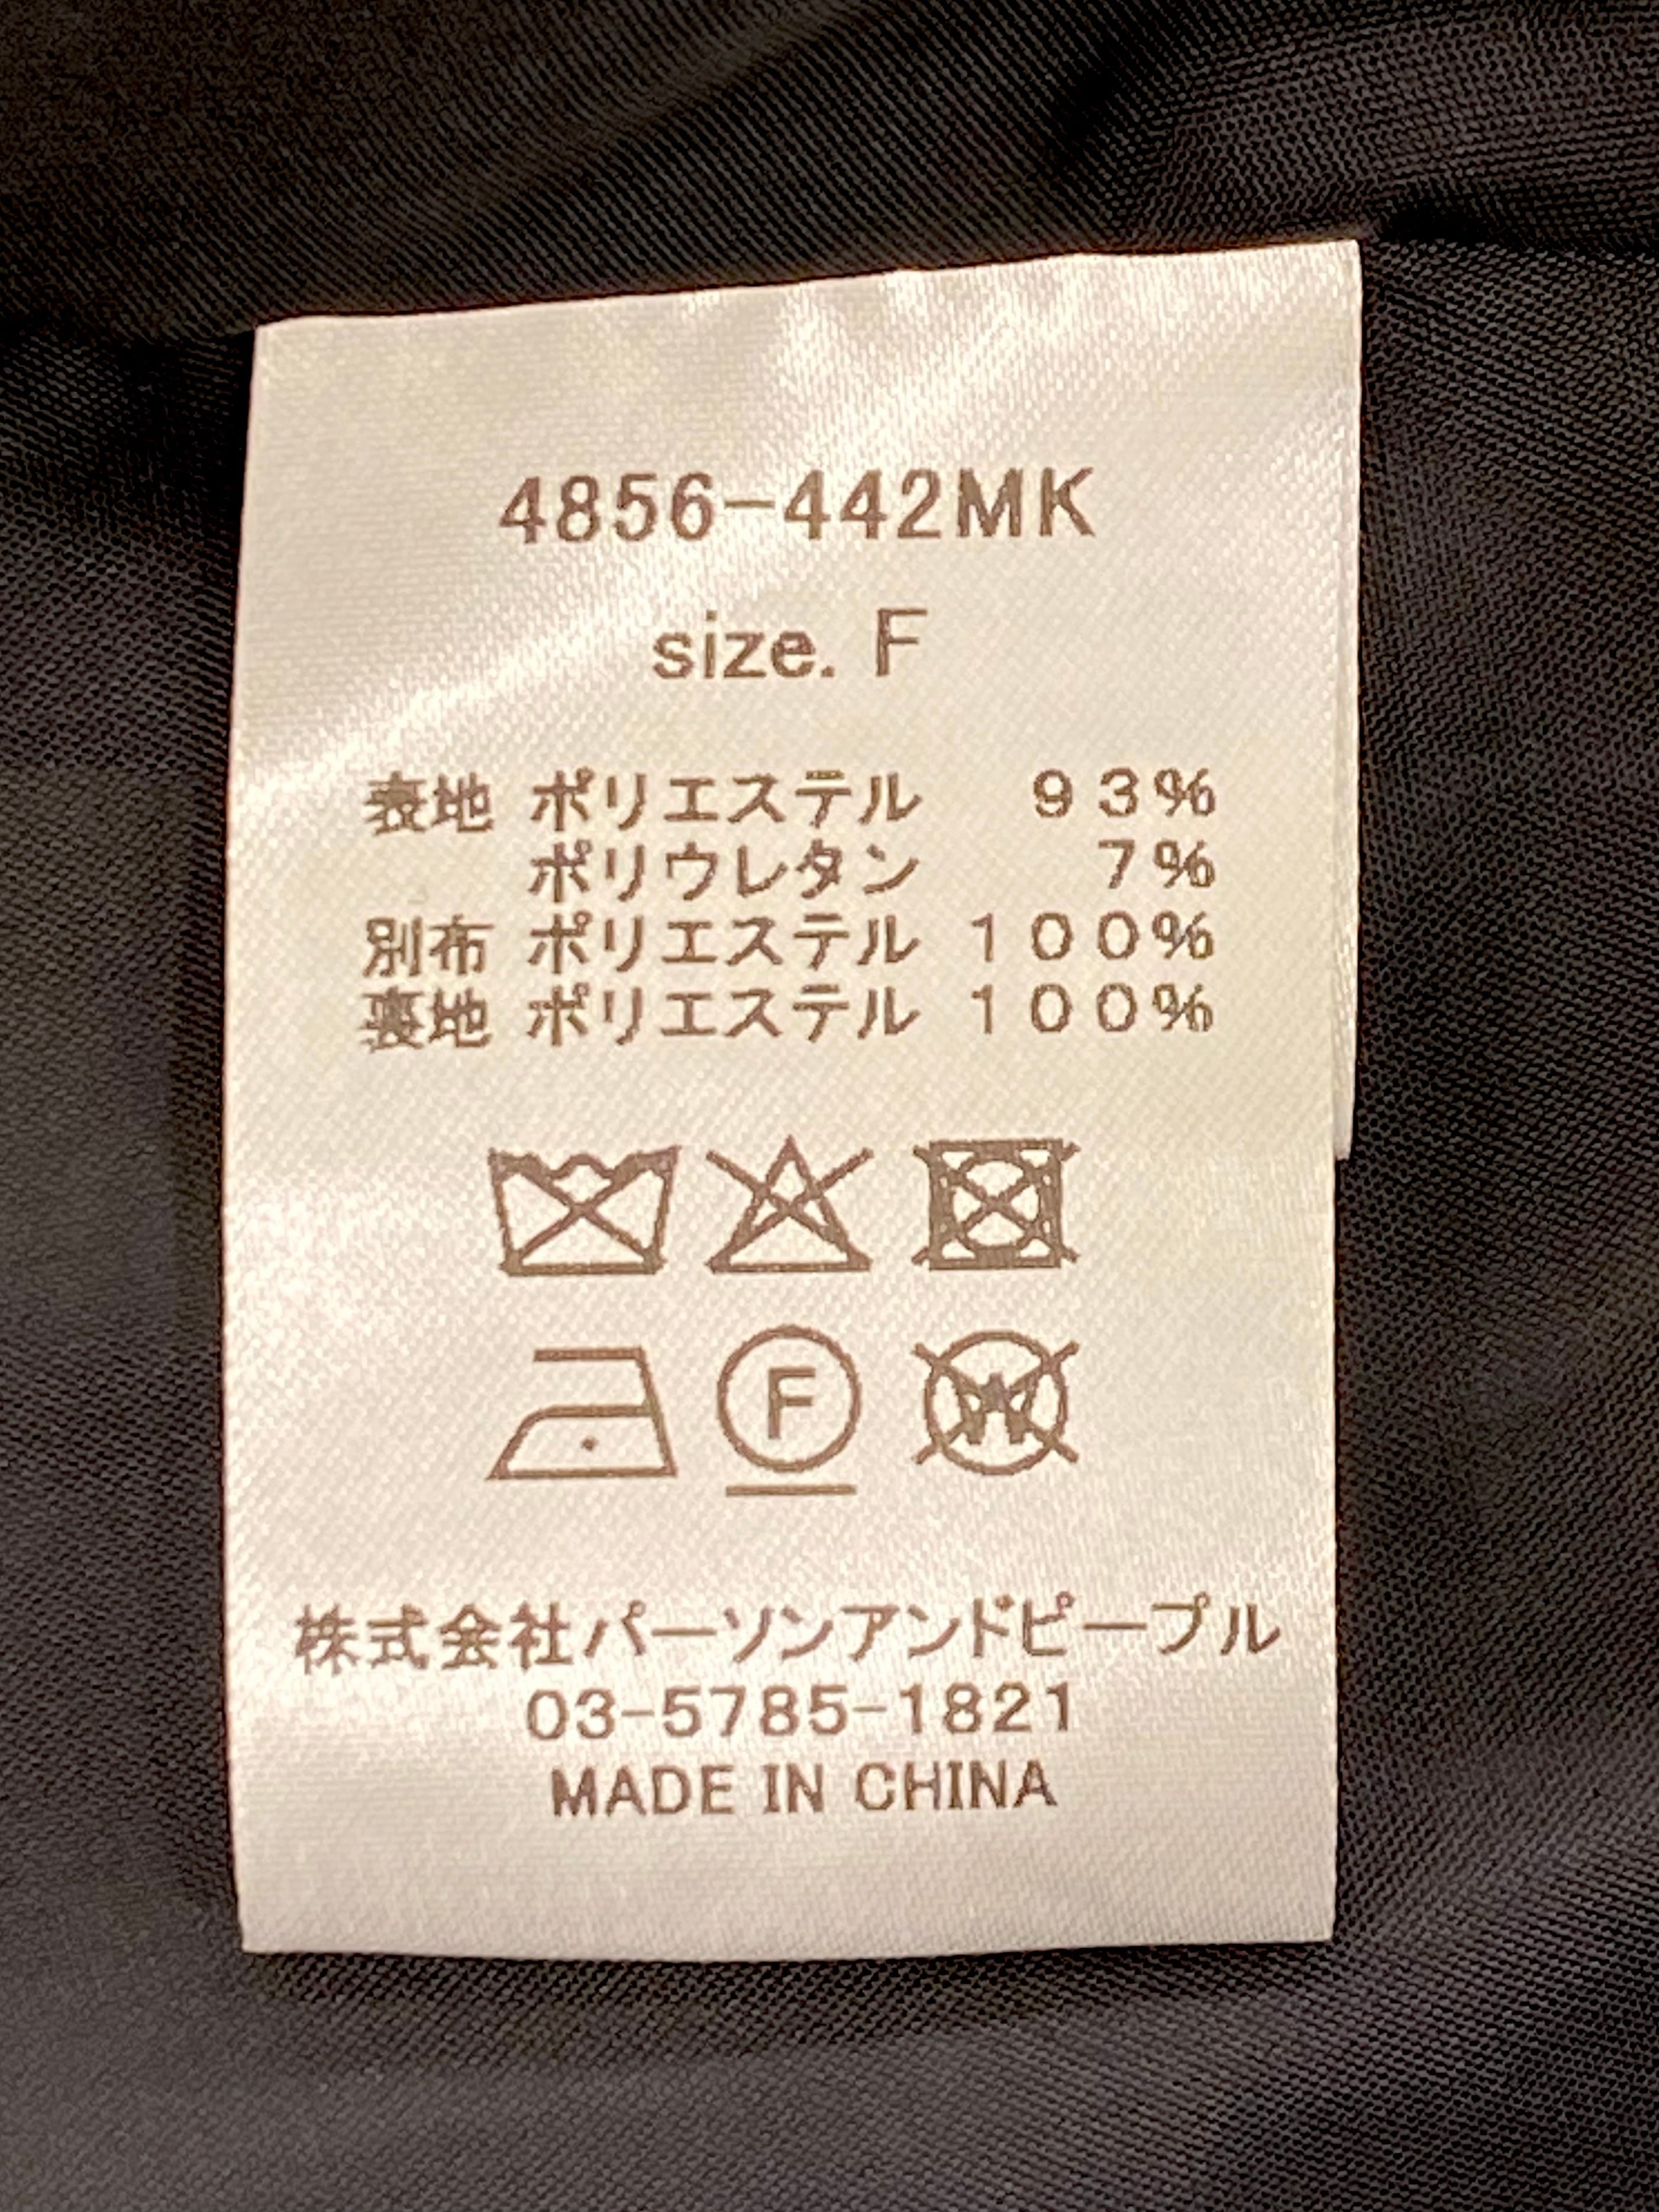 4856-442MK
size. F
表地 ポリエステル 93%
ポリウレタン 7%
別布 ポリエステル 100%
裏地 ポリエステル 100%
F W
株式会社パーソンアンドピープル
03-5785-1821
MADE IN CHINA